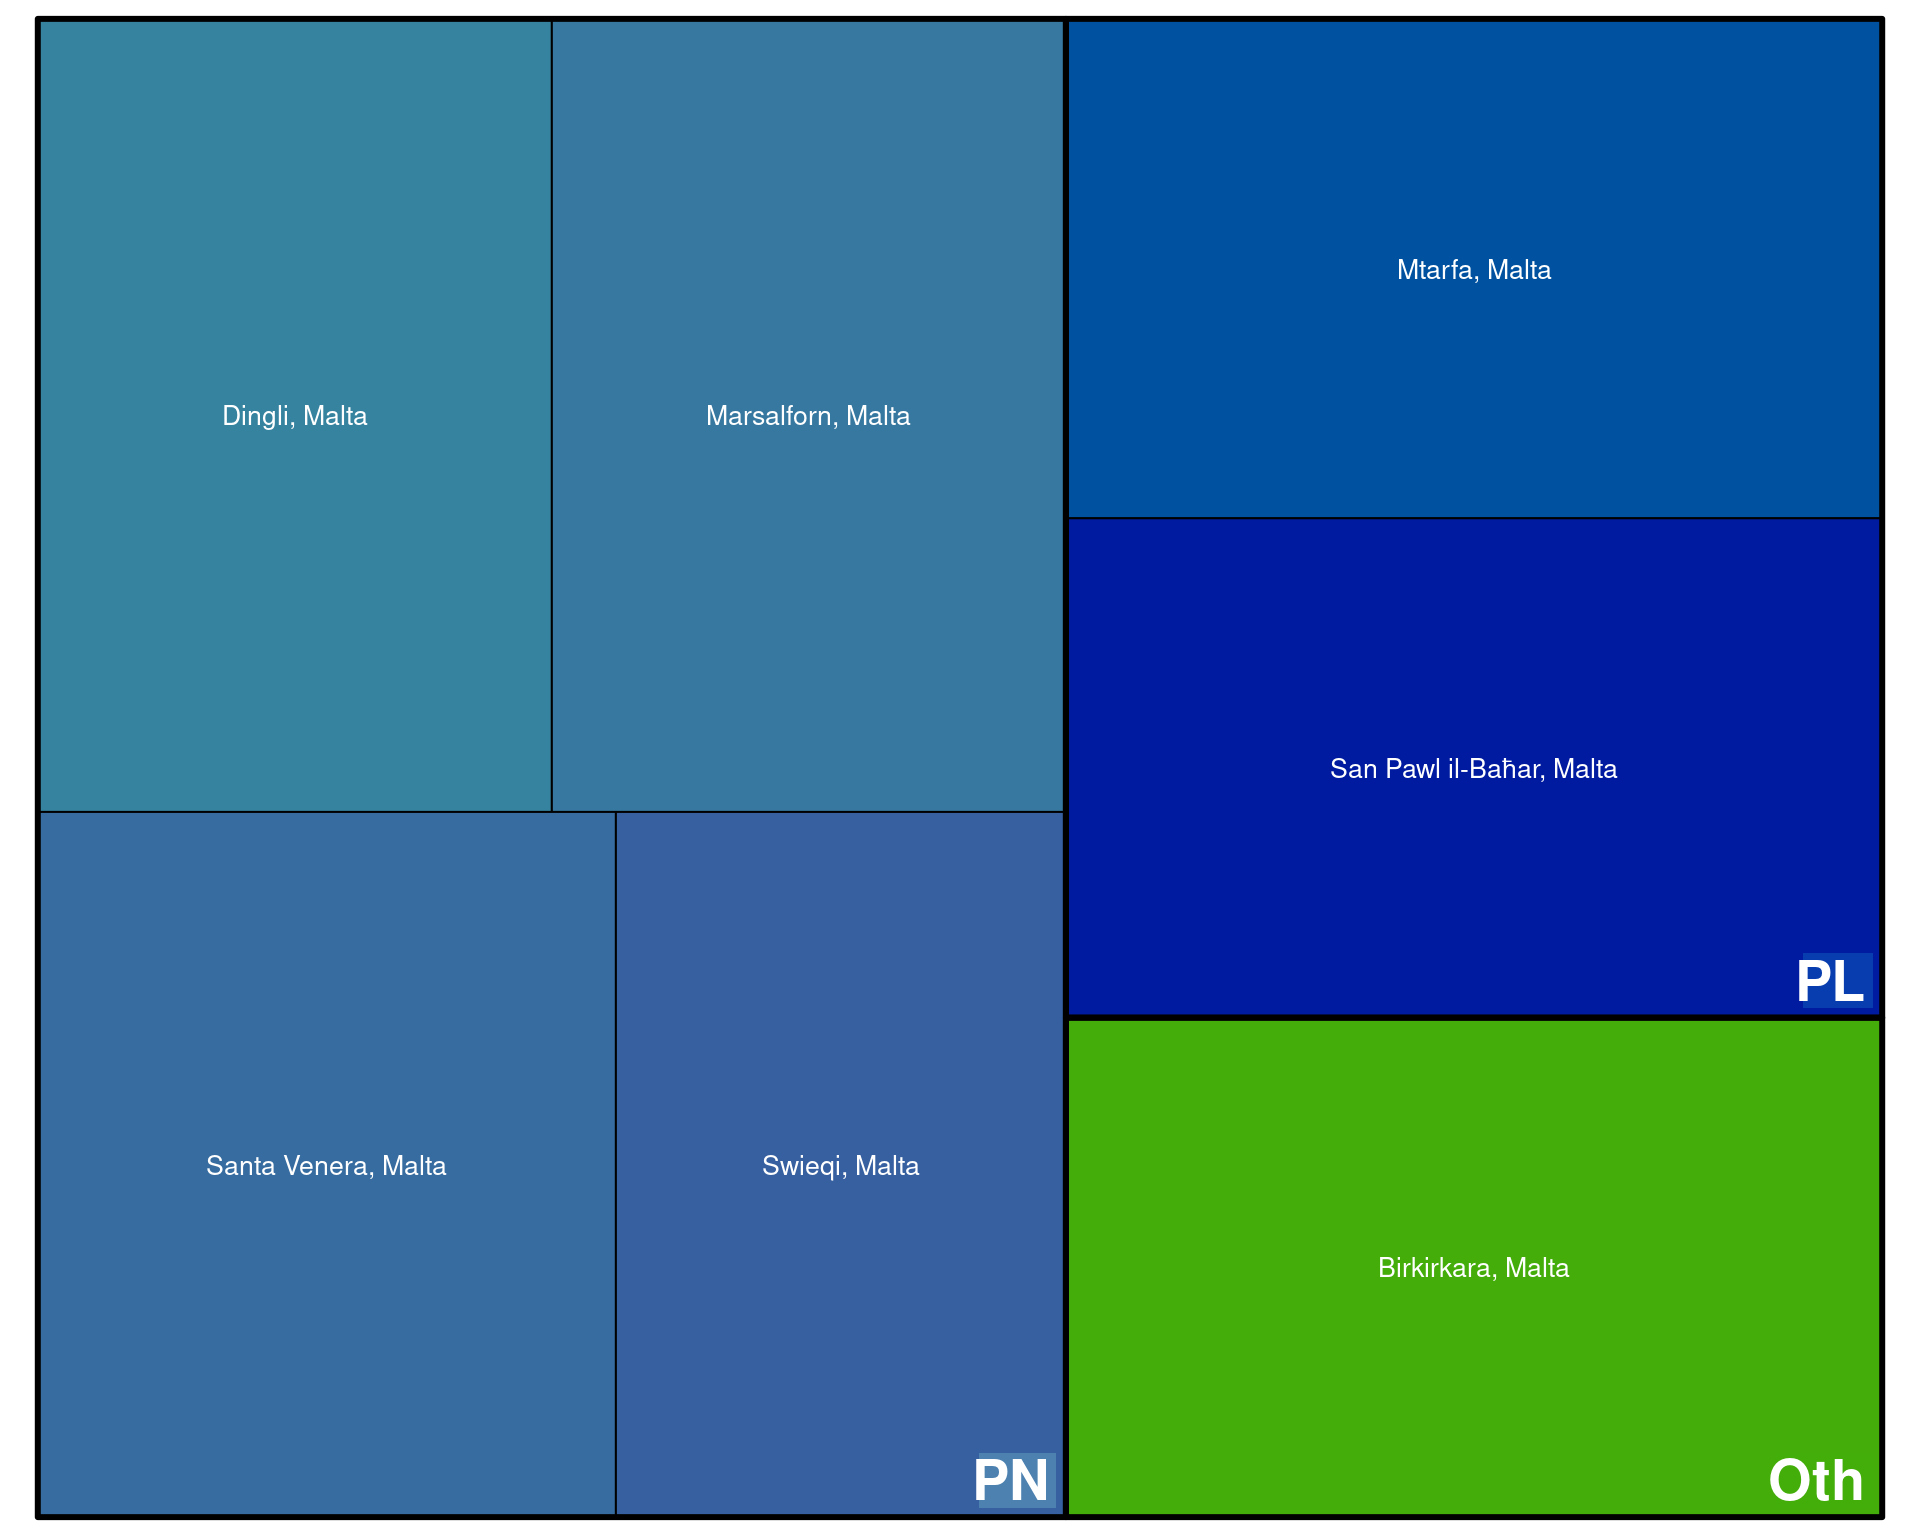 Dingli, Malta
Marsalforn, Malta
Santa Venera, Malta
Swieqi, Malta
PN
Mtarfa, Malta
San Pawl il-Baħar, Malta
PL
Birkirkara, Malta
Oth